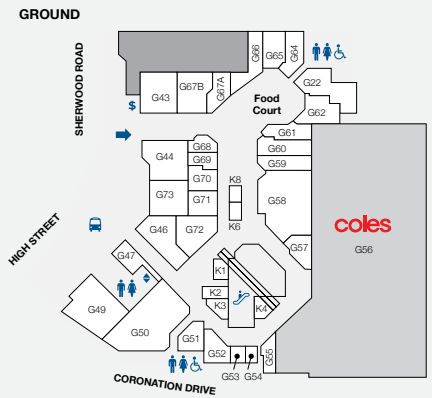 GROUND
SHERWOOD ROAD
HIGH STREET
CORONATION DRIVE
G66
G65
G64
G22
G62
G43
G67B
G67A
$
Food
Court
G61
G60
G59
G58
G57
G44
G68
G69
G70
G71
G73
G46
G72
K8
K6
coles
G56
G47
G49
G50
K1
K2
K3
K4
G51
G52
G53
G54
G55